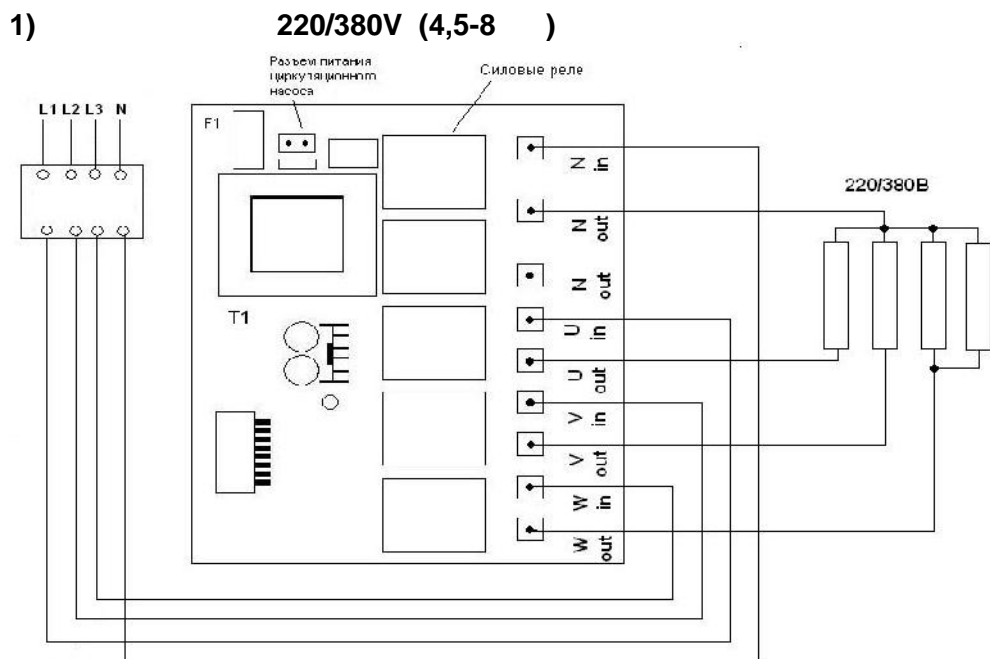 1) 220/380V (4,5-8 )
Разъем питания
циркуляционного
насоса
Силовые реле
L1 L2 L3 N
F1
N in
220/380В
N out
N out
T1
U in
U out
V in
V out
W in
W out